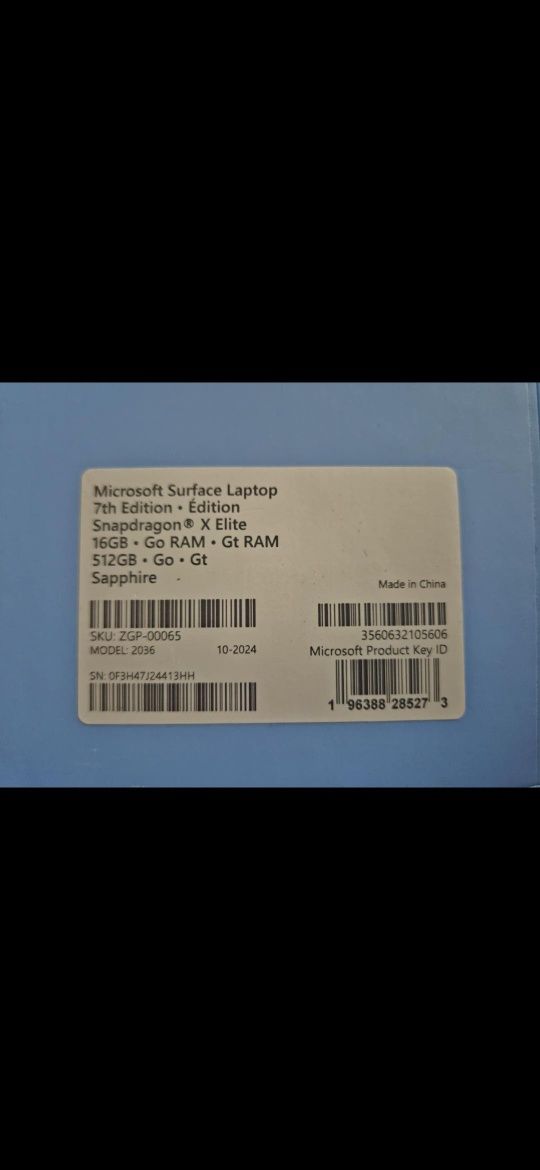 Microsoft Surface Laptop
7th Edition • Édition
Snapdragon® X Elite
16GB • Go RAM • Gt RAM
512GB • Go • Gt
Sapphire
Made in China
SKU: ZGP-00065
3560632105606
MODEL: 2036 10-2024
Microsoft Product Key ID
SN: 0F3H47J24413HH
1 96388 28527 3